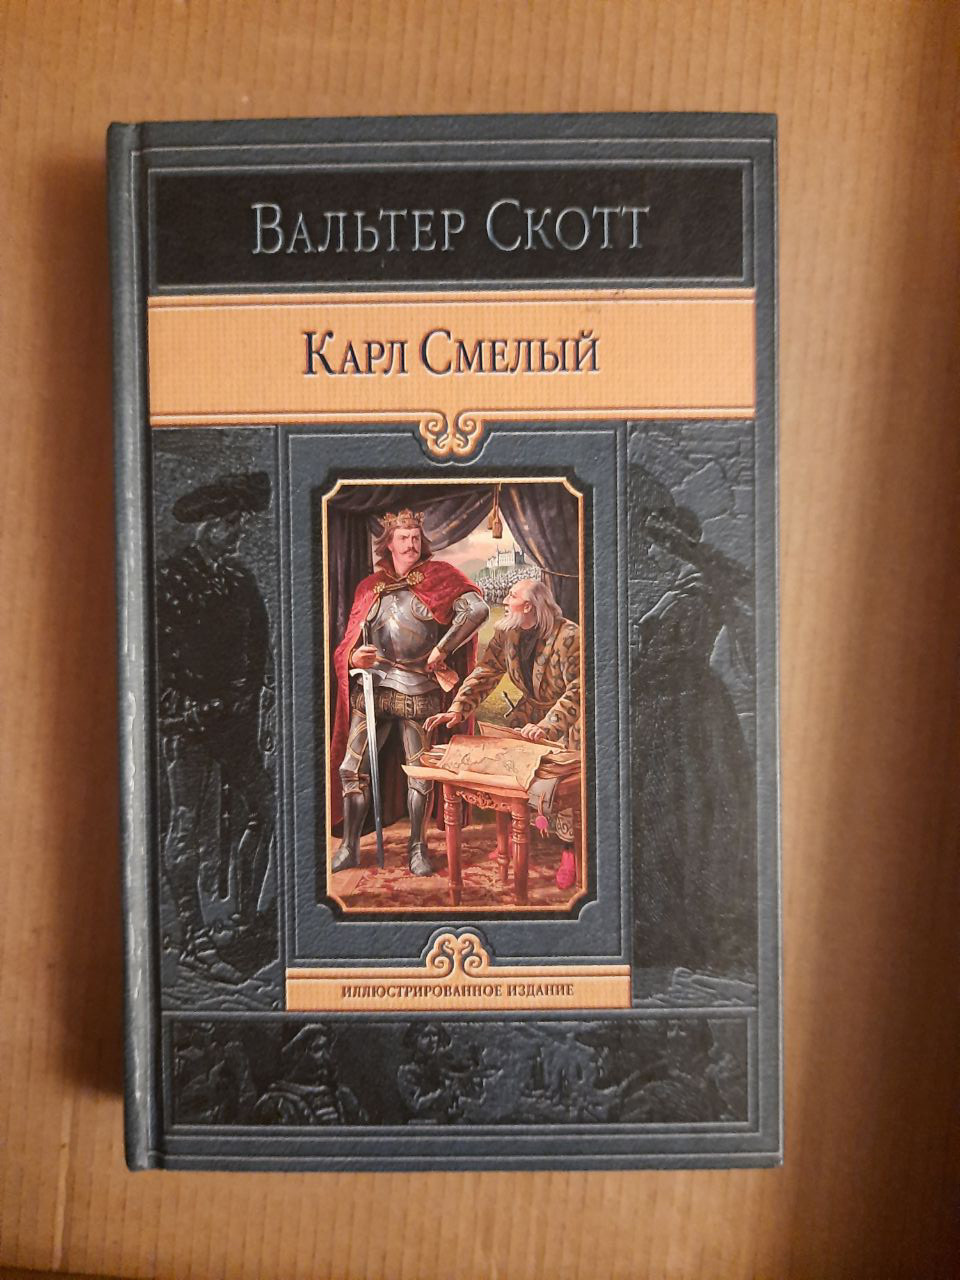 Вальтер Скотт
Карл Смелый
ИЛЛЮСТРИРОВАННОЕ ИЗДАНИЕ